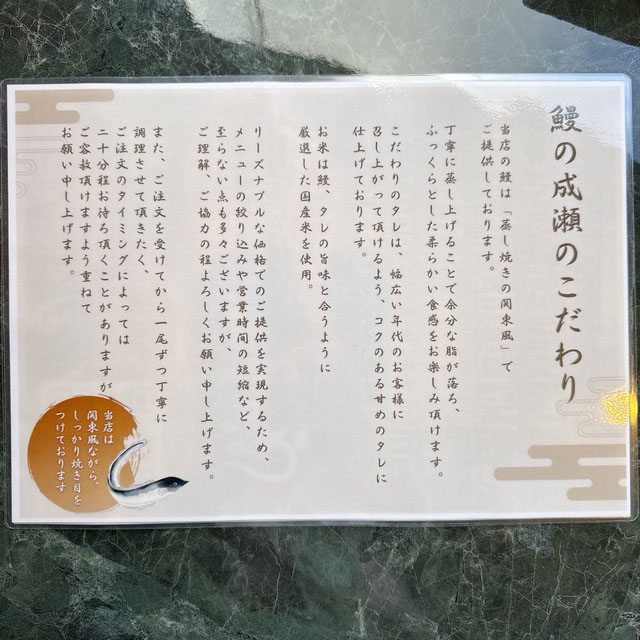 鰻の成瀬のこだわり
当店の鰻は「蒸し焼きの関東風」で
ご提供しております。
丁寧に蒸し上げることで余分な脂が落ち、
ふっくらとした柔らかい食感をお楽しみ頂けます。
こだわりのタレは、幅広い年代のお客様に
召し上がって頂けるよう、コクのある甘めのタレに
仕上げております。
お米は鰻、タレの旨味と合うように
厳選した国産米を使用。
リーズナブルな価格でのご提供を実現するため、
メニューの絞り込みや営業時間の短縮など、
至らない点も多々ございますが、
ご理解、ご協力の程よろしくお願い申し上げます。
また、ご注文を受けてから一尾ずつ丁寧に
調理させて頂きたく、
ご注文のタイミングによっては
二十分程お待ち頂くことがありますが
ご容赦頂けますよう重ねて
お願い申し上げます。
当店は
関東風ながら、
しっかり焼き目を
つけております